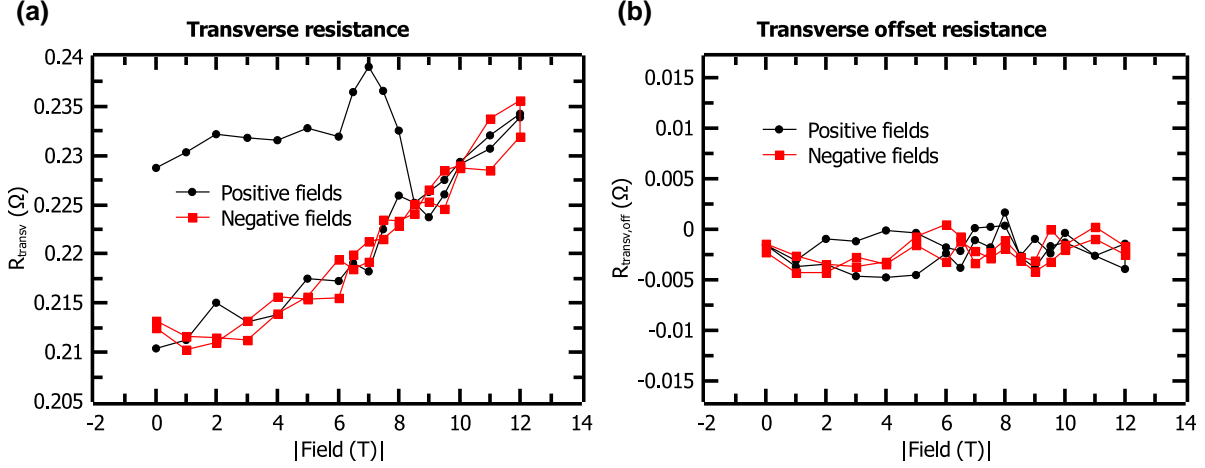 (a)
Transverse resistance
0.24
0.235
0.23
0.225
0.22
0.215
0.21
0.205
R_transv (Ω)
Positive fields
Negative fields
-2 0 2 4 6 8 10 12 14
|Field (T)|
(b)
Transverse offset resistance
0.015
0.01
0.005
0
-0.005
-0.01
-0.015
R_transv,off (Ω)
Positive fields
Negative fields
-2 0 2 4 6 8 10 12 14
|Field (T)|